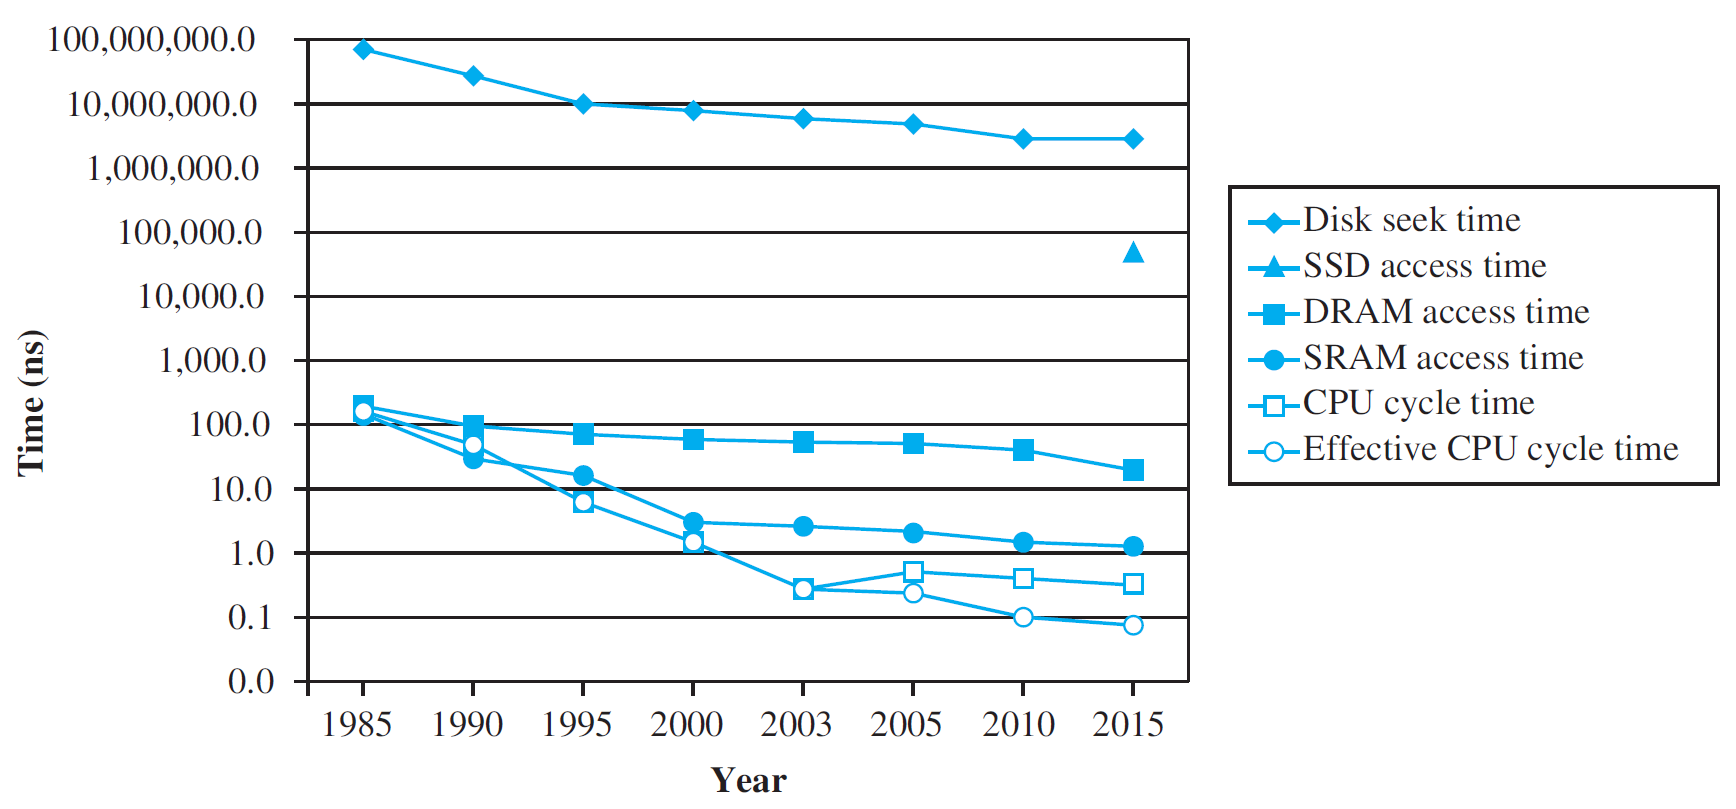 100,000,000.0
10,000,000.0
1,000,000.0
100,000.0
10,000.0
1,000.0
100.0
10.0
1.0
0.1
0.0
Time (ns)
1985 1990 1995 2000 2003 2005 2010 2015
Year
Disk seek time
SSD access time
DRAM access time
SRAM access time
CPU cycle time
Effective CPU cycle time